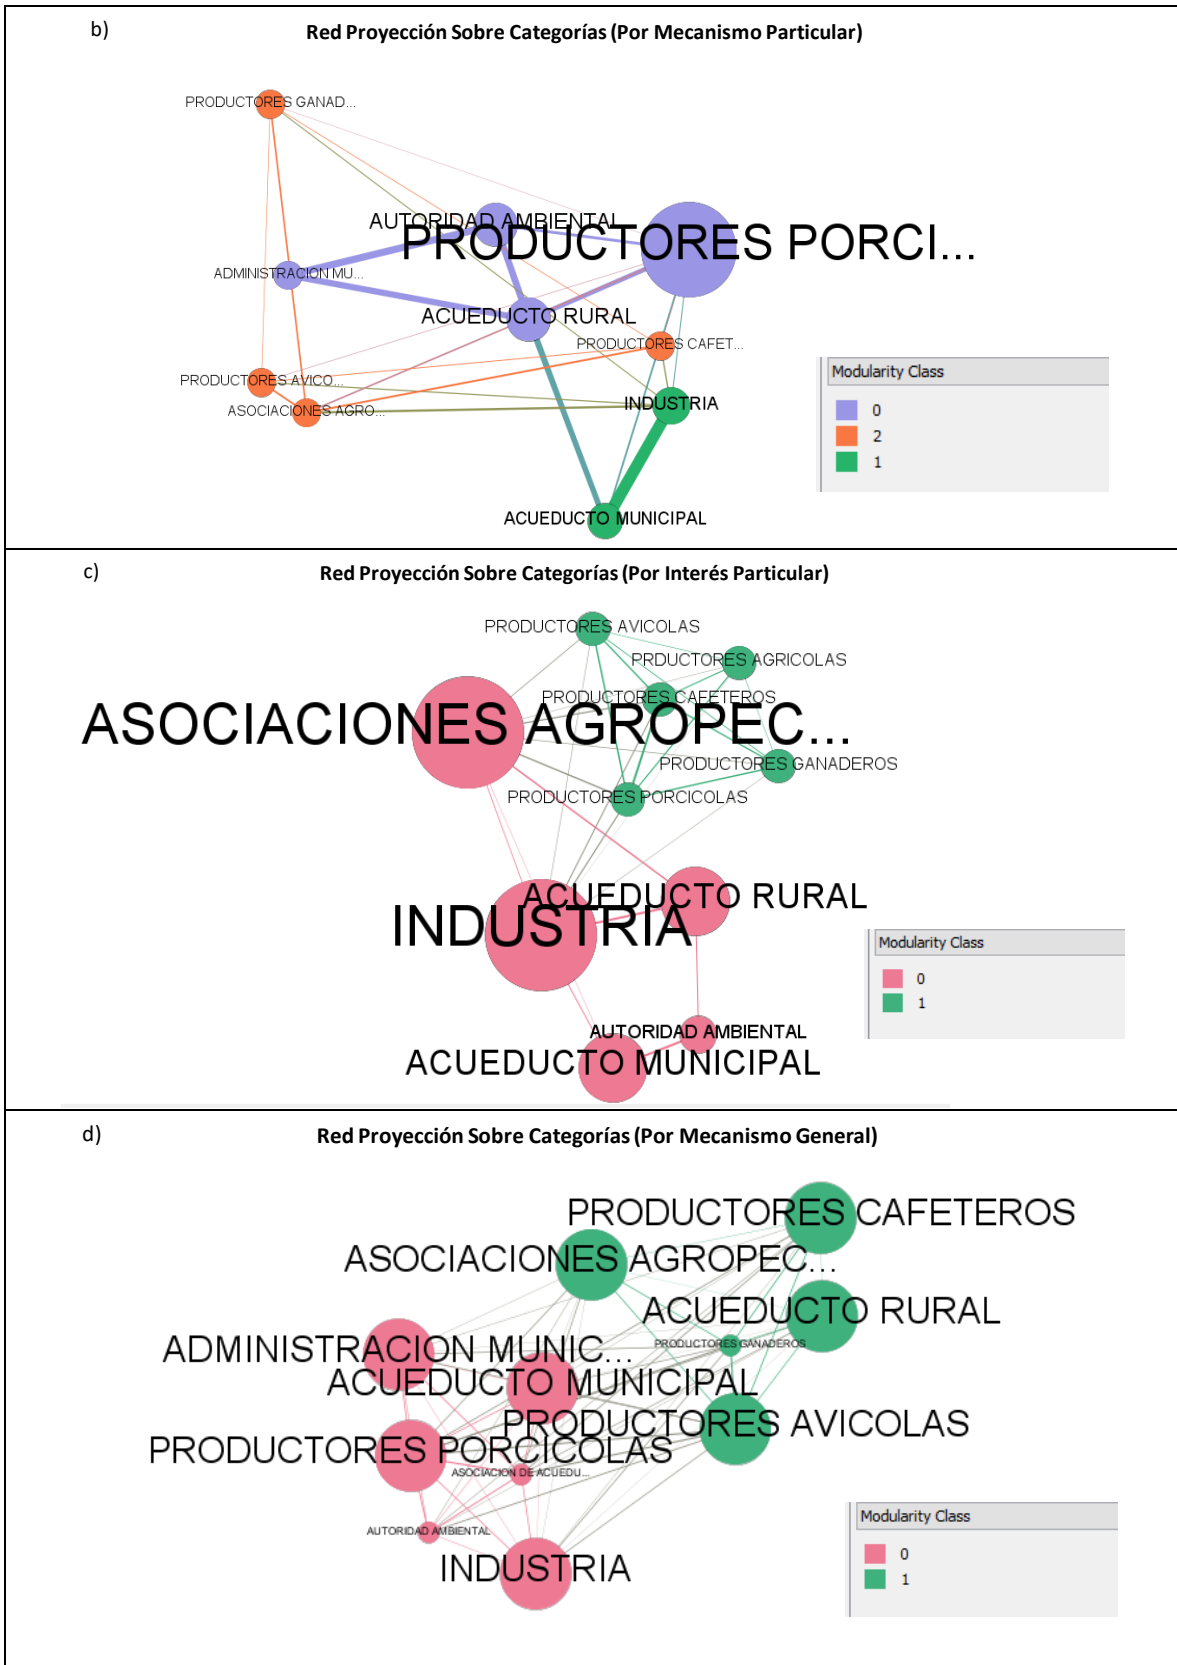 b)
Red Proyección Sobre Categorías (Por Mecanismo Particular)
PRODUCTORES GANAD...
AUTORIDAD AMBIENTAL
PRODUCTORES PORCI...
ADMINISTRACION MU...
ACUEDUCTO RURAL
PRODUCTORES CAFET...
PRODUCTORES AVICO...
ASOCIACIONES AGRO...
INDUSTRIA
ACUEDUCTO MUNICIPAL
Modularity Class
0
2
1
c)
Red Proyección Sobre Categorías (Por Interés Particular)
PRODUCTORES AVICOLAS
PRDUCTORES AGRICOLAS
PRODUCTORES CAFETEROS
ASOCIACIONES AGROPEC...
PRODUCTORES GANADEROS
PRODUCTORES PORCICOLAS
ACUEDUCTO RURAL
INDUSTRIA
AUTORIDAD AMBIENTAL
ACUEDUCTO MUNICIPAL
Modularity Class
0
1
d)
Red Proyección Sobre Categorías (Por Mecanismo General)
PRODUCTORES CAFETEROS
ASOCIACIONES AGROPEC...
ACUEDUCTO RURAL
PRODUCTORES GANADEROS
ADMINISTRACION MUNIC...
ACUEDUCTO MUNICIPAL
PRODUCTORES AVICOLAS
PRODUCTORES PORCICOLAS
ASOCIACION DE ACUEDU...
AUTORIDAD AMBIENTAL
INDUSTRIA
Modularity Class
0
1